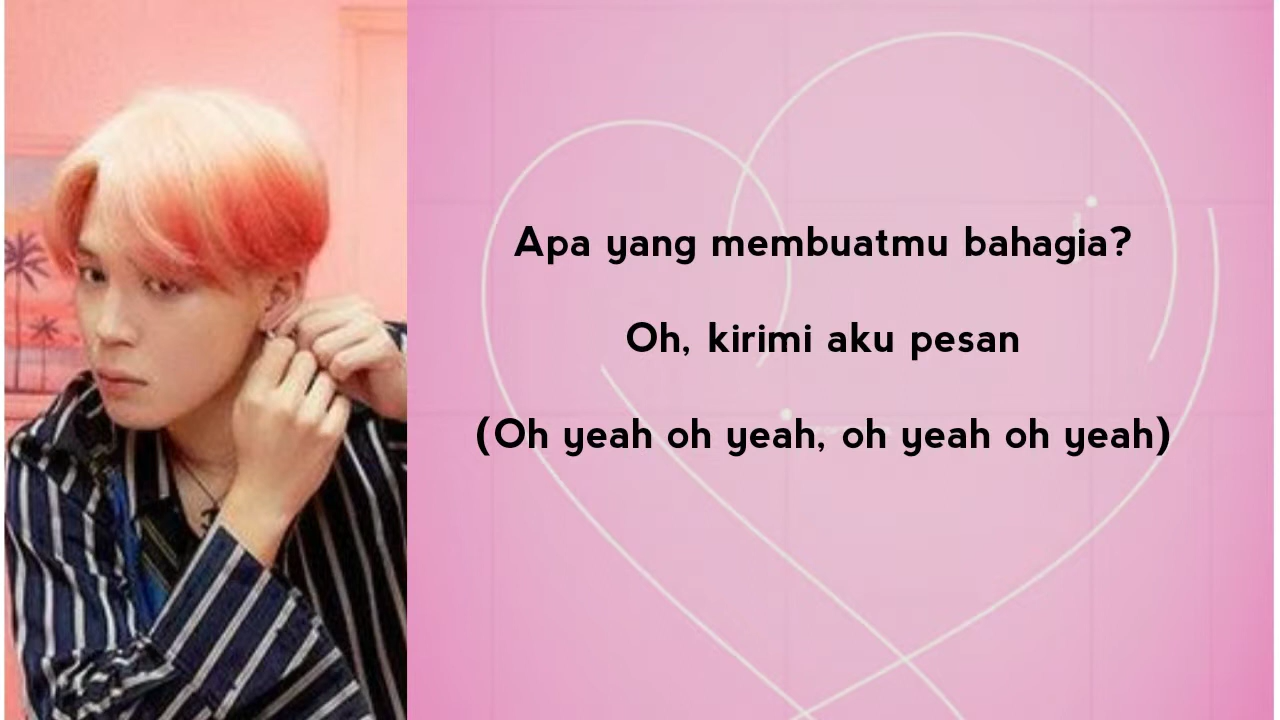 Apa yang membuatmu bahagia?
Oh, kirimi aku pesan
(Oh yeah oh yeah, oh yeah oh yeah)